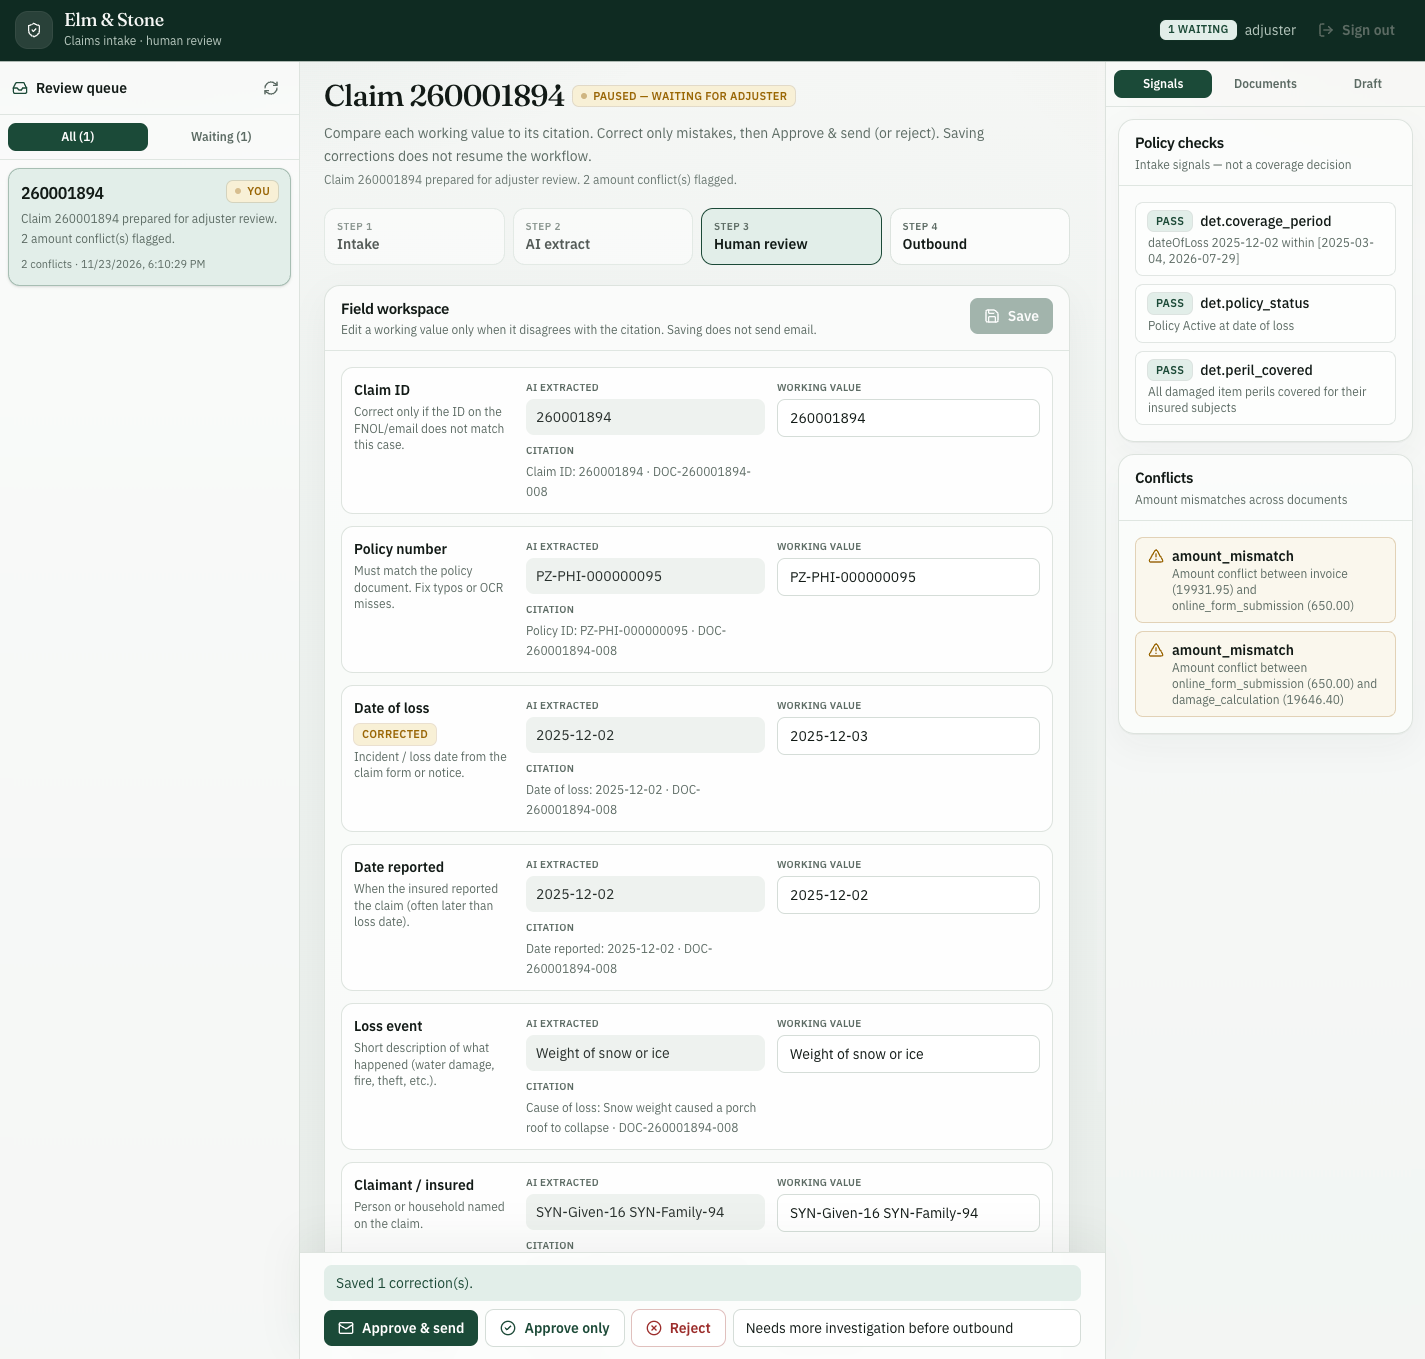 Elm & Stone
Claims intake · human review
1 WAITING
adjuster
Sign out
Review queue
All (1)
Waiting (1)
260001894
YOU
Claim 260001894 prepared for adjuster review.
2 amount conflict(s) flagged.
2 conflicts · 11/23/2026, 6:10:29 PM
Claim 260001894
PAUSED — WAITING FOR ADJUSTER
Compare each working value to its citation. Correct only mistakes, then Approve & send (or reject). Saving
corrections does not resume the workflow.
Claim 260001894 prepared for adjuster review. 2 amount conflict(s) flagged.
STEP 1
Intake
STEP 2
AI extract
STEP 3
Human review
STEP 4
Outbound
Field workspace
Edit a working value only when it disagrees with the citation. Saving does not send email.
Save
Claim ID
Correct only if the ID on the
FNOL/email does not match
this case.
AI EXTRACTED
260001894
CITATION
Claim ID: 260001894 · DOC-260001894-
008
WORKING VALUE
260001894
Policy number
Must match the policy
document. Fix typos or OCR
misses.
AI EXTRACTED
PZ-PHI-000000095
CITATION
Policy ID: PZ-PHI-000000095 · DOC-
260001894-008
WORKING VALUE
PZ-PHI-000000095
Date of loss
CORRECTED
Incident / loss date from the
claim form or notice.
AI EXTRACTED
2025-12-02
CITATION
Date of loss: 2025-12-02 · DOC-
260001894-008
WORKING VALUE
2025-12-03
Date reported
When the insured reported
the claim (often later than
loss date).
AI EXTRACTED
2025-12-02
CITATION
Date reported: 2025-12-02 · DOC-
260001894-008
WORKING VALUE
2025-12-02
Loss event
Short description of what
happened (water damage,
fire, theft, etc.).
AI EXTRACTED
Weight of snow or ice
CITATION
Cause of loss: Snow weight caused a porch
roof to collapse · DOC-260001894-008
WORKING VALUE
Weight of snow or ice
Claimant / insured
Person or household named
on the claim.
AI EXTRACTED
SYN-Given-16 SYN-Family-94
CITATION
WORKING VALUE
SYN-Given-16 SYN-Family-94
Saved 1 correction(s).
Approve & send
Approve only
Reject
Needs more investigation before outbound
Signals
Documents
Draft
Policy checks
Intake signals — not a coverage decision
PASS
det.coverage_period
dateOfLoss 2025-12-02 within [2025-03-
04, 2026-07-29]
PASS
det.policy_status
Policy Active at date of loss
PASS
det.peril_covered
All damaged item perils covered for their
insured subjects
Conflicts
Amount mismatches across documents
amount_mismatch
Amount conflict between invoice
(19931.95) and
online_form_submission (650.00)
amount_mismatch
Amount conflict between
online_form_submission (650.00) and
damage_calculation (19646.40)